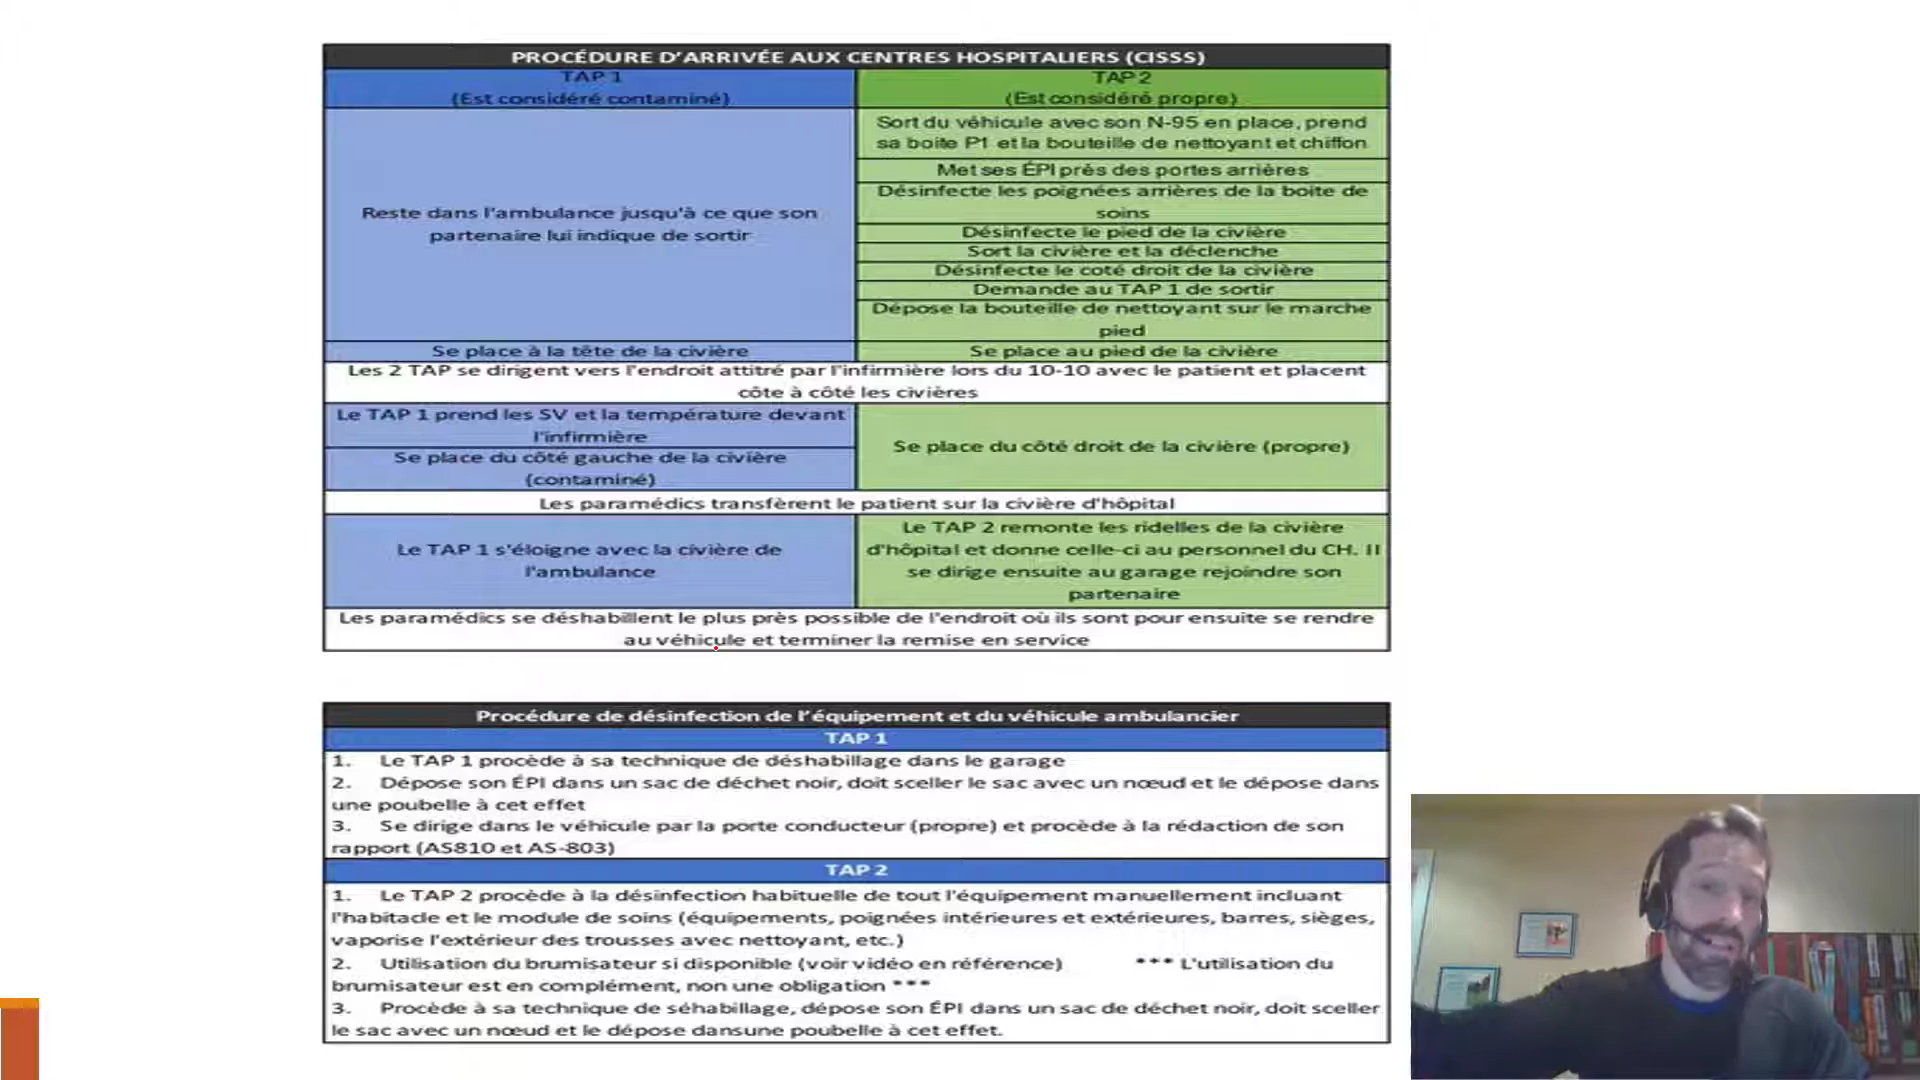 PROCÉDURE D'ARRIVÉE AUX CENTRES HOSPITALIERS (CISSS)
TAP 1
(Est considéré contaminé)
TAP 2
(Est considéré propre)
Reste dans l'ambulance jusqu'à ce que son
partenaire lui indique de sortir
Sort du véhicule avec son N-95 en place, prend
sa boite P1 et la bouteille de nettoyant et chiffon
Met ses ÉPI près des portes arrières
Désinfecte les poignées arrières de la boite de
soins
Désinfecte le pied de la civière
Sort la civière et la déclenche
Désinfecte le coté droit de la civière
Demande au TAP 1 de sortir
Dépose la bouteille de nettoyant sur le marche
pied
Se place à la tête de la civière
Se place au pied de la civière
Les 2 TAP se dirigent vers l'endroit attitré par l'infirmière lors du 10-10 avec le patient et placent
côte à côté les civières
Le TAP 1 prend les SV et la température devant
l'infirmière
Se place du côté gauche de la civière
(contaminé)
Se place du côté droit de la civière (propre)
Les paramédics transfèrent le patient sur la civière d'hôpital
Le TAP 1 s'éloigne avec la civière de
l'ambulance
Le TAP 2 remonte les ridelles de la civière
d'hôpital et donne celle-ci au personnel du CH. Il
se dirige ensuite au garage rejoindre son
partenaire
Les paramédics se déshabillent le plus près possible de l'endroit où ils sont pour ensuite se rendre
au véhicule et terminer la remise en service
Procédure de désinfection de l'équipement et du véhicule ambulancier
TAP 1
1. Le TAP 1 procède à sa technique de déshabillage dans le garage
2. Dépose son ÉPI dans un sac de déchet noir, doit sceller le sac avec un nœud et le dépose dans
une poubelle à cet effet
3. Se dirige dans le véhicule par la porte conducteur (propre) et procède à la rédaction de son
rapport (AS810 et AS-803)
TAP 2
1. Le TAP 2 procède à la désinfection habituelle de tout l'équipement manuellement incluant
l'habitacle et le module de soins (équipements, poignées intérieures et extérieures, barres, sièges,
vaporise l'extérieur des trousses avec nettoyant, etc.)
2. Utilisation du brumisateur si disponible (voir vidéo en référence) *** L'utilisation du
brumisateur est en complément, non une obligation ***
3. Procède à sa technique de séhabillage, dépose son ÉPI dans un sac de déchet noir, doit sceller
le sac avec un nœud et le dépose dansune poubelle à cet effet.